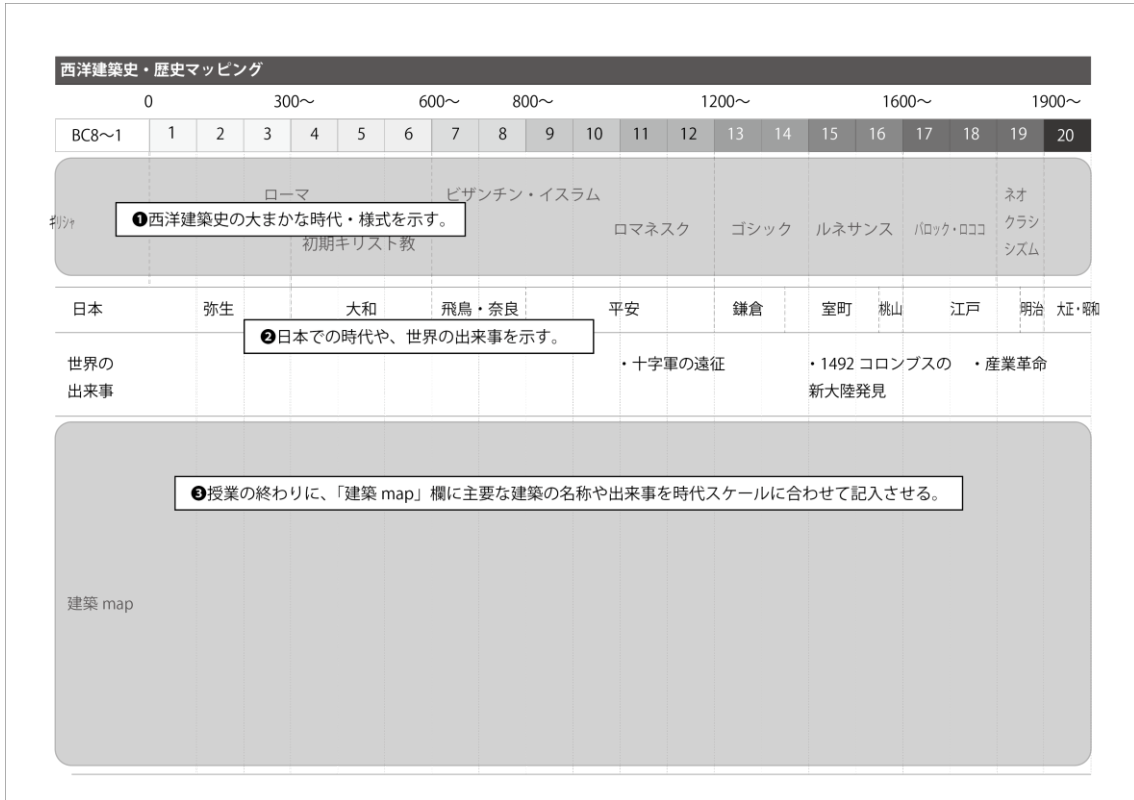 西洋建築史・歴史マッピング
0 300～ 600～ 800～ 1200～ 1600～ 1900～
BC8～1 1 2 3 4 5 6 7 8 9 10 11 12 13 14 15 16 17 18 19 20
ローマ ビザンチン・イスラム ネオ
ギリシャ ❶西洋建築史の大まかな時代・様式を示す。 ロマネスク ゴシック ルネサンス バロック・ロココ クラシ
初期キリスト教 シズム
日本 弥生 大和 飛鳥・奈良 平安 鎌倉 室町 桃山 江戸 明治 大正・昭和
❷日本での時代や、世界の出来事を示す。
世界の ・十字軍の遠征 ・1492 コロンブスの ・産業革命
出来事 新大陸発見
❸授業の終わりに、「建築 map」欄に主要な建築の名称や出来事を時代スケールに合わせて記入させる。
建築 map